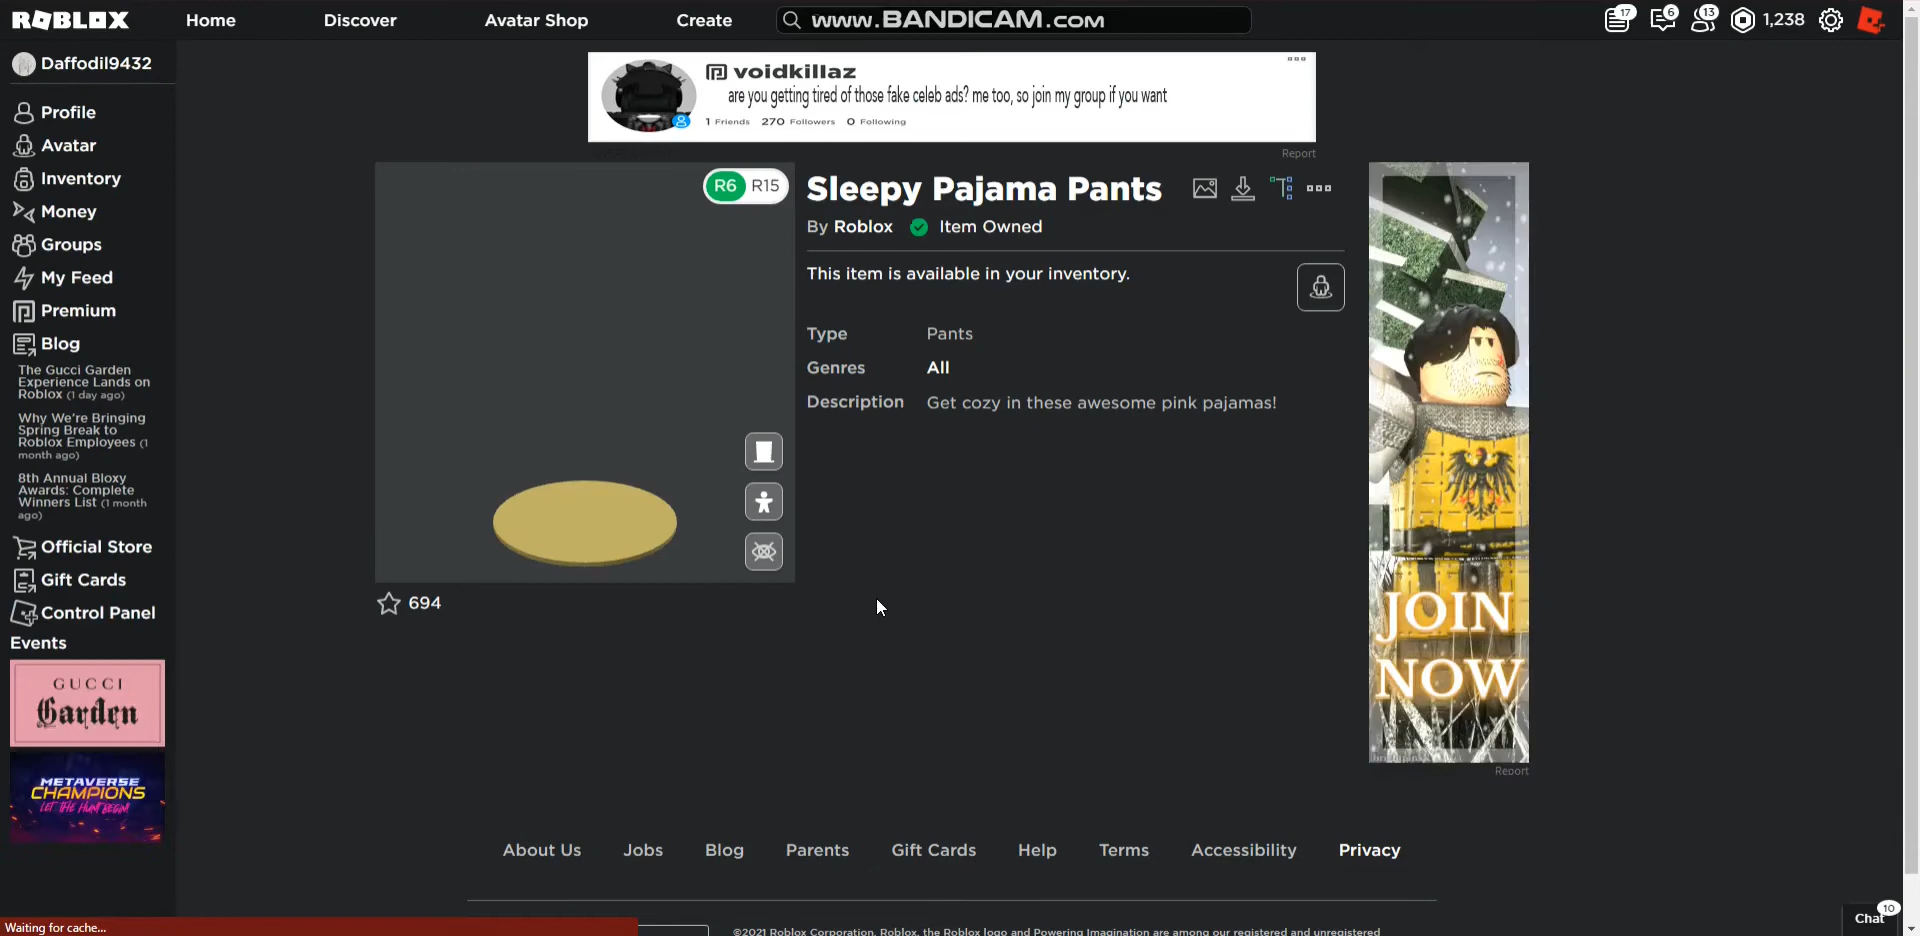 ROBLOX Home Discover Avatar Shop Create www.BANDICAM.com 17 6 13 1,238
Daffodil9432
Profile
Avatar
Inventory
Money
Groups
My Feed
Premium
Blog
The Gucci Garden
Experience Lands on
Roblox (1 day ago)
Why We're Bringing
Spring Break to
Roblox Employees (1
month ago)
8th Annual Bloxy
Awards: Complete
Winners List (1 month
ago)
Official Store
Gift Cards
Control Panel
Events
GUCCI
Garden
METAVERSE
CHAMPIONS
LET THE HUNT BEGIN!
voidkillaz
are you getting tired of those fake celeb ads? me too, so join my group if you want
1 Friends 270 Followers 0 Following
Report
R6 R15
694
Sleepy Pajama Pants
By Roblox Item Owned
This item is available in your inventory.
Type Pants
Genres All
Description Get cozy in these awesome pink pajamas!
JOIN
NOW
Report
About Us Jobs Blog Parents Gift Cards Help Terms Accessibility Privacy
Chat 10
Waiting for cache...
©2021 Roblox Corporation. Roblox, the Roblox logo and Powering Imagination are among our registered and unregistered